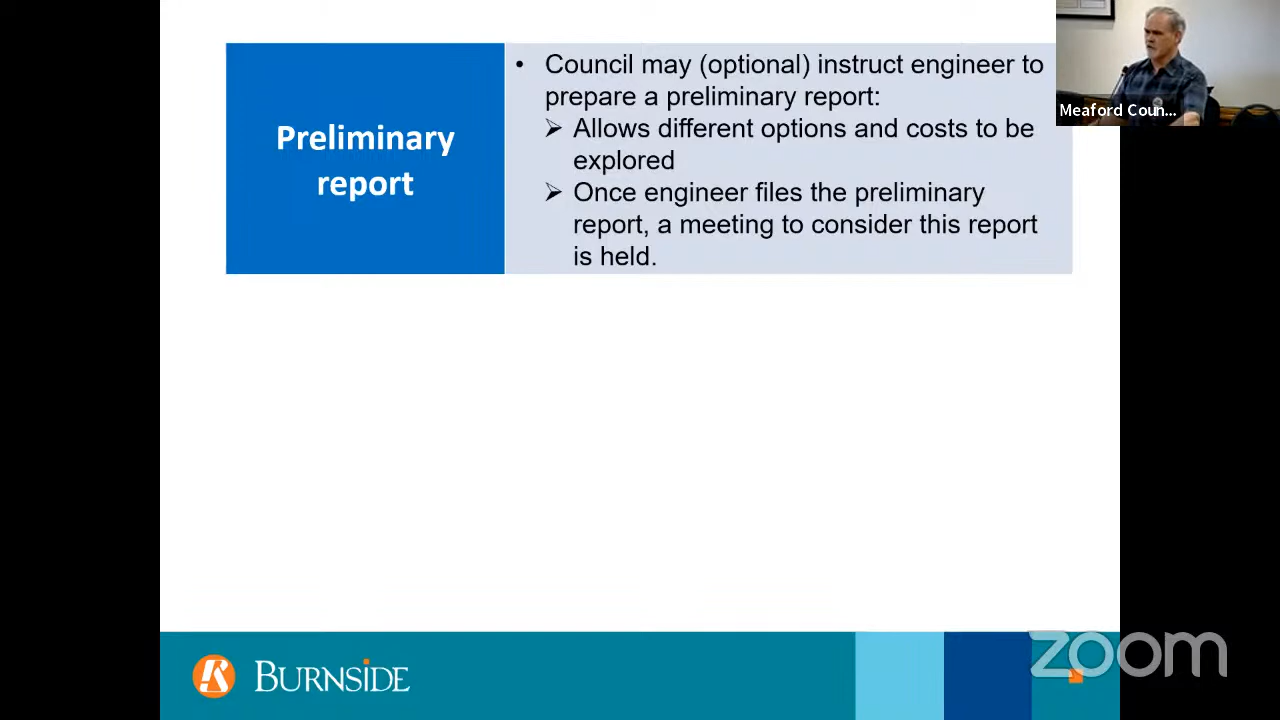 Preliminary
report
• Council may (optional) instruct engineer to
prepare a preliminary report:
➢ Allows different options and costs to be
explored
➢ Once engineer files the preliminary
report, a meeting to consider this report
is held.
Meaford Coun...
BURNSIDE
zoom